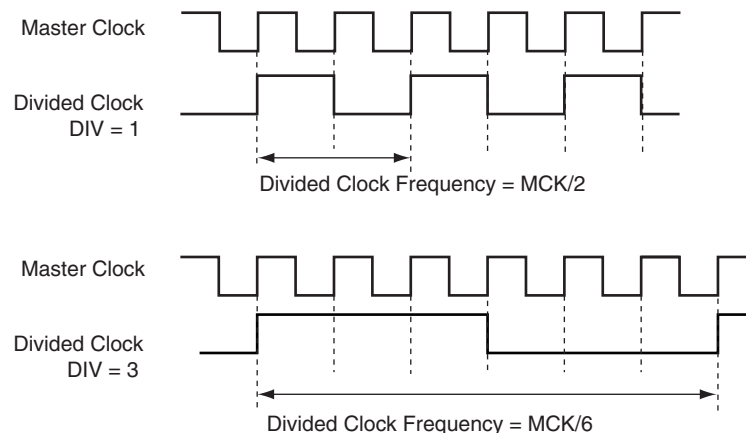 Master Clock
Divided Clock
DIV = 1
Divided Clock Frequency = MCK/2
Master Clock
Divided Clock
DIV = 3
Divided Clock Frequency = MCK/6